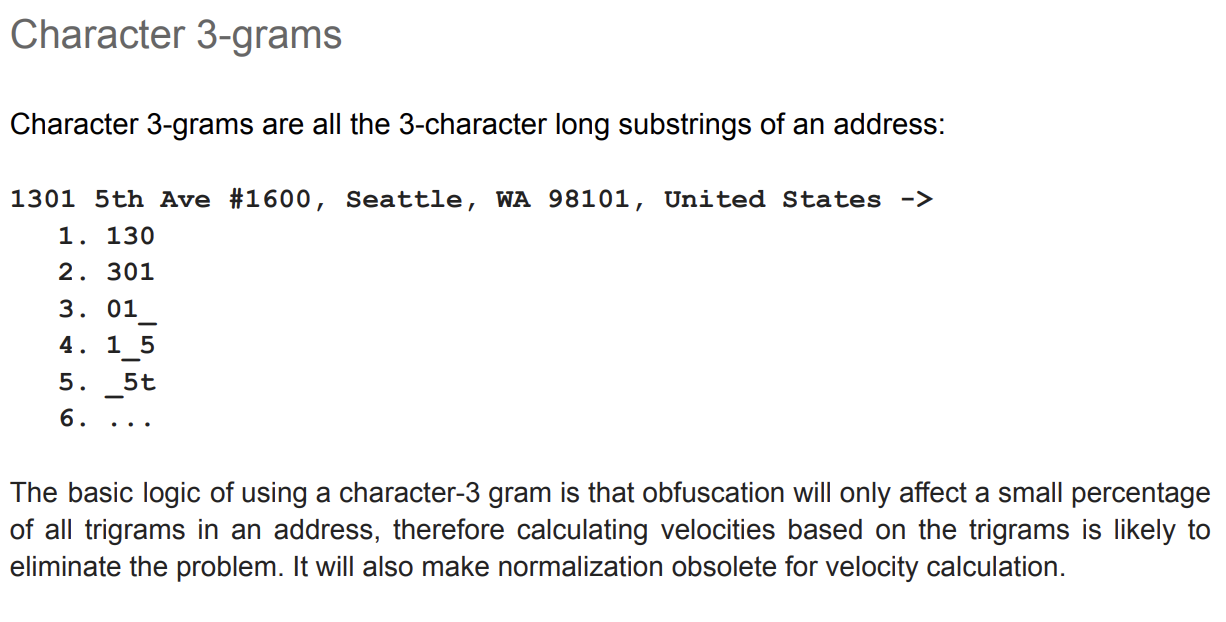 Character 3-grams
Character 3-grams are all the 3-character long substrings of an address:
1301 5th Ave #1600, Seattle, WA 98101, United States ->
1. 130
2. 301
3. 01_
4. 1_5
5. _5t
6. ...
The basic logic of using a character-3 gram is that obfuscation will only affect a small percentage
of all trigrams in an address, therefore calculating velocities based on the trigrams is likely to
eliminate the problem. It will also make normalization obsolete for velocity calculation.